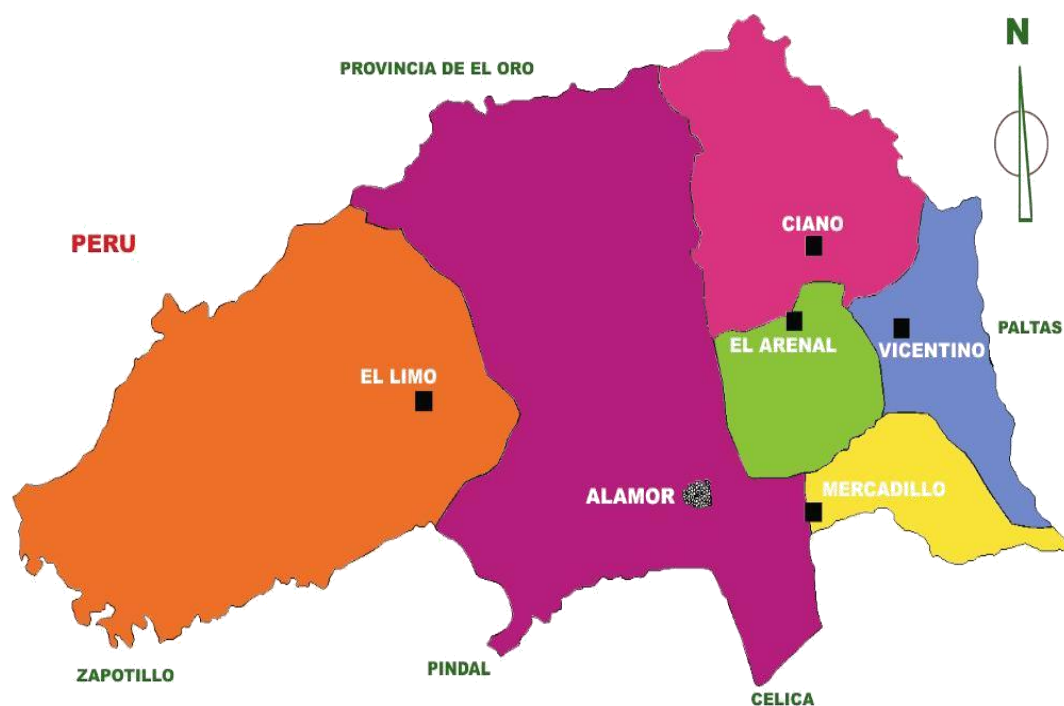 N
PROVINCIA DE EL ORO
PERU
CIANO
PALTAS
EL ARENAL
VICENTINO
EL LIMO
ALAMOR
MERCADILLO
ZAPOTILLO
PINDAL
CELICA